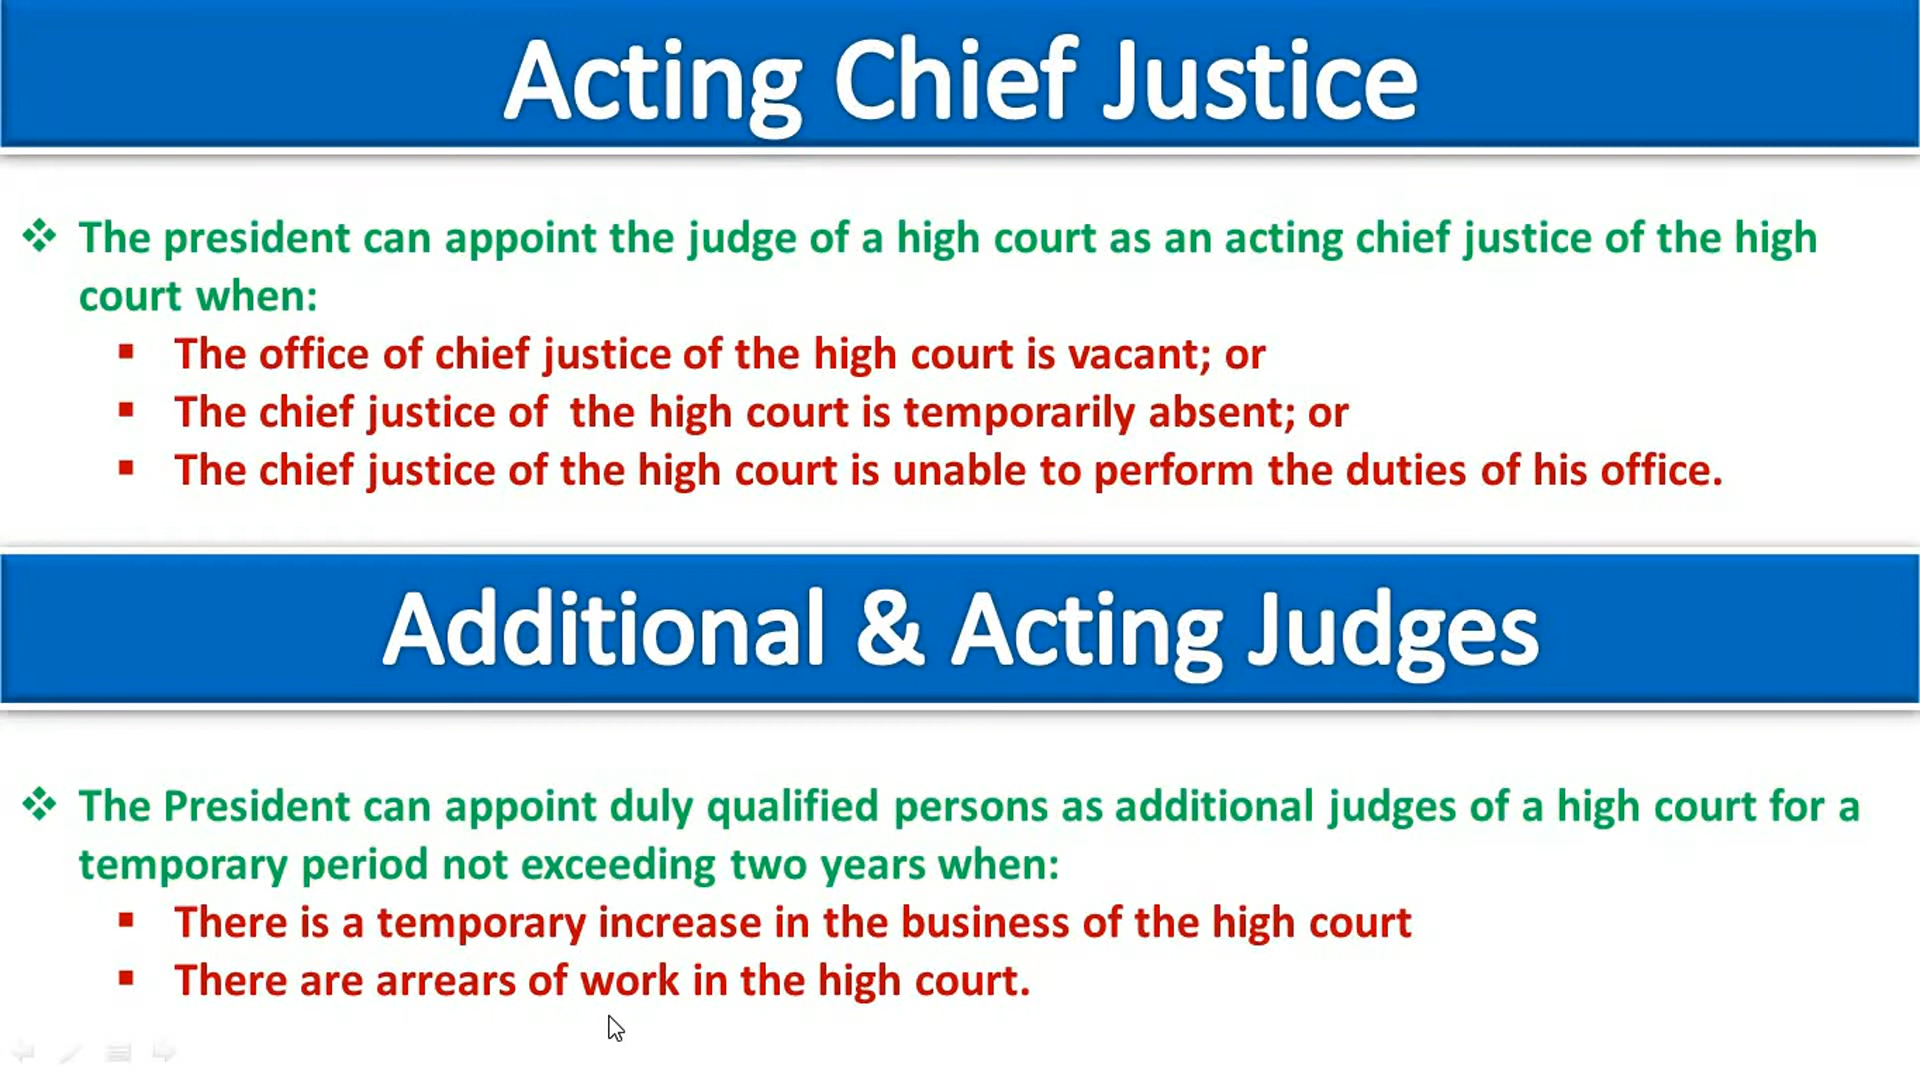 Acting Chief Justice
❖ The president can appoint the judge of a high court as an acting chief justice of the high
court when:
▪ The office of chief justice of the high court is vacant; or
▪ The chief justice of  the high court is temporarily absent; or
▪ The chief justice of the high court is unable to perform the duties of his office.
Additional & Acting Judges
❖ The President can appoint duly qualified persons as additional judges of a high court for a
temporary period not exceeding two years when:
▪ There is a temporary increase in the business of the high court
▪ There are arrears of work in the high court.